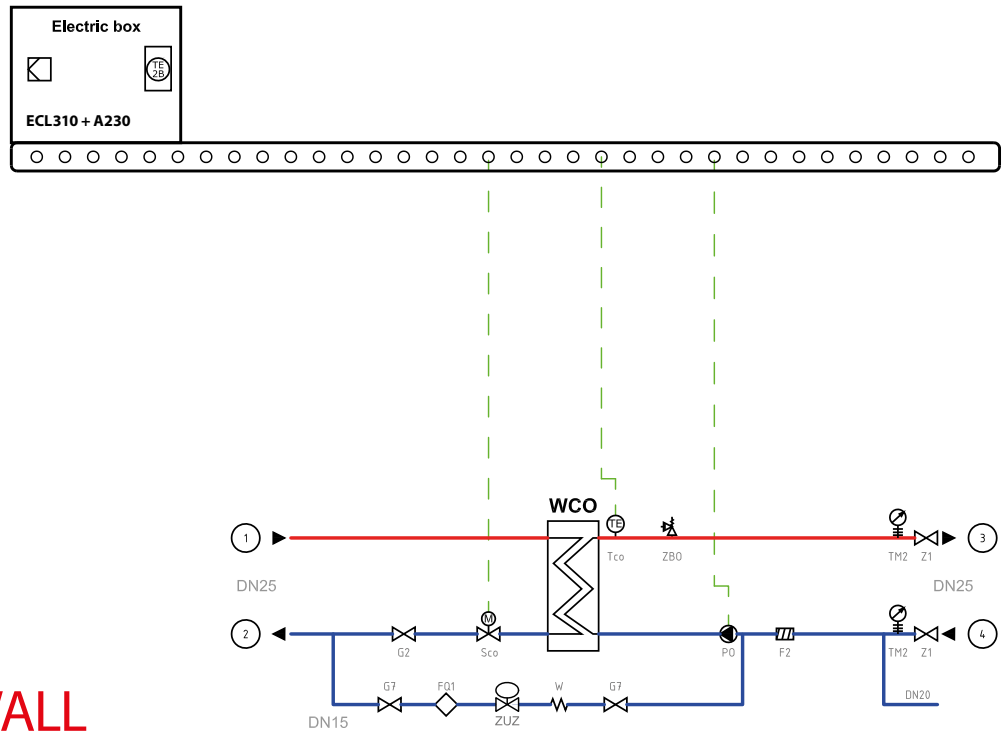 Electric box
TE
2B
ECL310 + A230
WCO
TE
1
3
Tco
ZBO
TM2
Z1
DN25
DN25
M
2
4
G2
Sco
PO
F2
TM2
Z1
G7
FQ1
W
G7
DN20
DN15
ZUZ